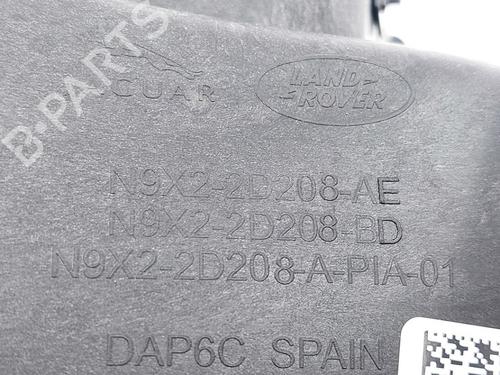 B-PARTS
JAGUAR LAND
ROVER
N9X2-2D208-AE
N9X2-2D208-BD
N9X2-2D208-A-PIA-01
DAP6C SPAIN